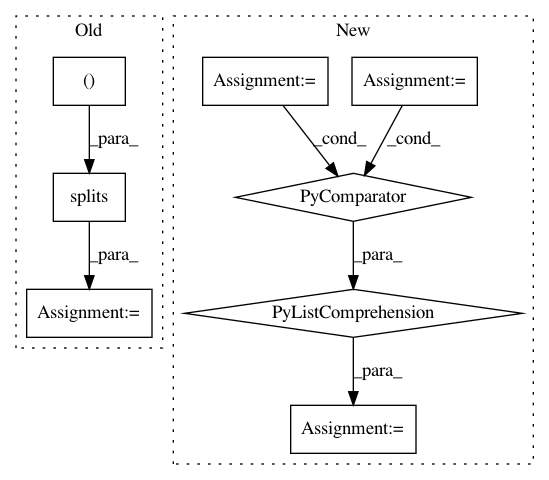 Old
New
()
Assignment:=
Assignment:=
_para_
_cond_
_cond_
splits
PyComparator
_para_
_para_
Assignment:=
PyListComprehension
_para_
Assignment:=